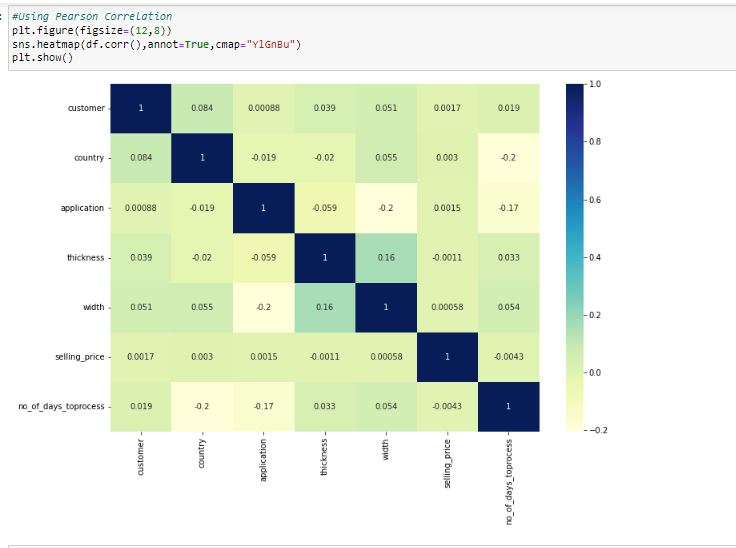 #Using Pearson Correlation
plt.figure(figsize=(12,8))
sns.heatmap(df.corr(),annot=True,cmap="YlGnBu")
plt.show()
customer 1 0.084 0.00088 0.039 0.051 0.0017 0.019
country 0.084 1 -0.019 -0.02 0.055 0.003 -0.2
application 0.00088 -0.019 1 -0.059 -0.2 0.0015 -0.17
thickness 0.039 -0.02 -0.059 1 0.16 -0.0011 0.033
width 0.051 0.055 -0.2 0.16 1 0.00058 0.054
selling_price 0.0017 0.003 0.0015 -0.0011 0.00058 1 -0.0043
no_of_days_toprocess 0.019 -0.2 -0.17 0.033 0.054 -0.0043 1
customer country application thickness width selling_price no_of_days_toprocess
1.0
0.8
0.6
0.4
0.2
0.0
−0.2